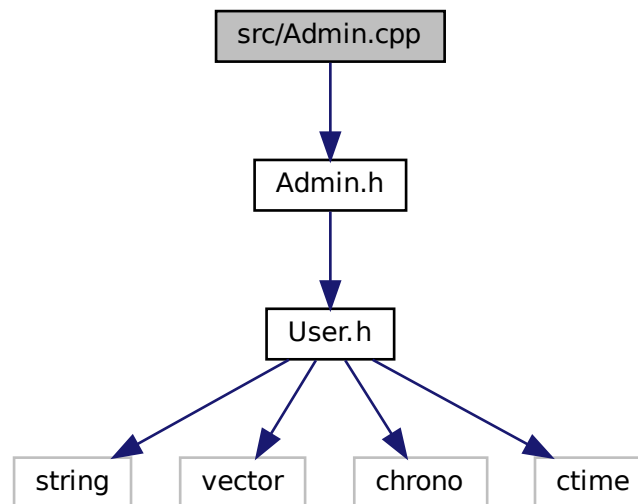 src/Admin.cpp
Admin.h
User.h
string
vector
chrono
ctime